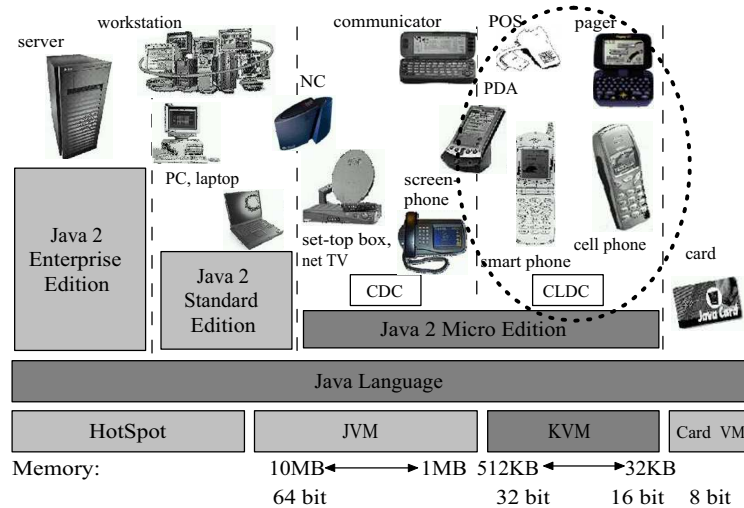 server
workstation
communicator
POS
pager
NC
PDA
PC, laptop
screen-
phone
set-top box,
net TV
smart phone
cell phone
card
Java 2
Enterprise
Edition
Java 2
Standard
Edition
CDC
CLDC
Java 2 Micro Edition
Java Card
Java Language
HotSpot
JVM
KVM
Card VM
Memory:
10MB
1MB
512KB
32KB
64 bit
32 bit
16 bit
8 bit